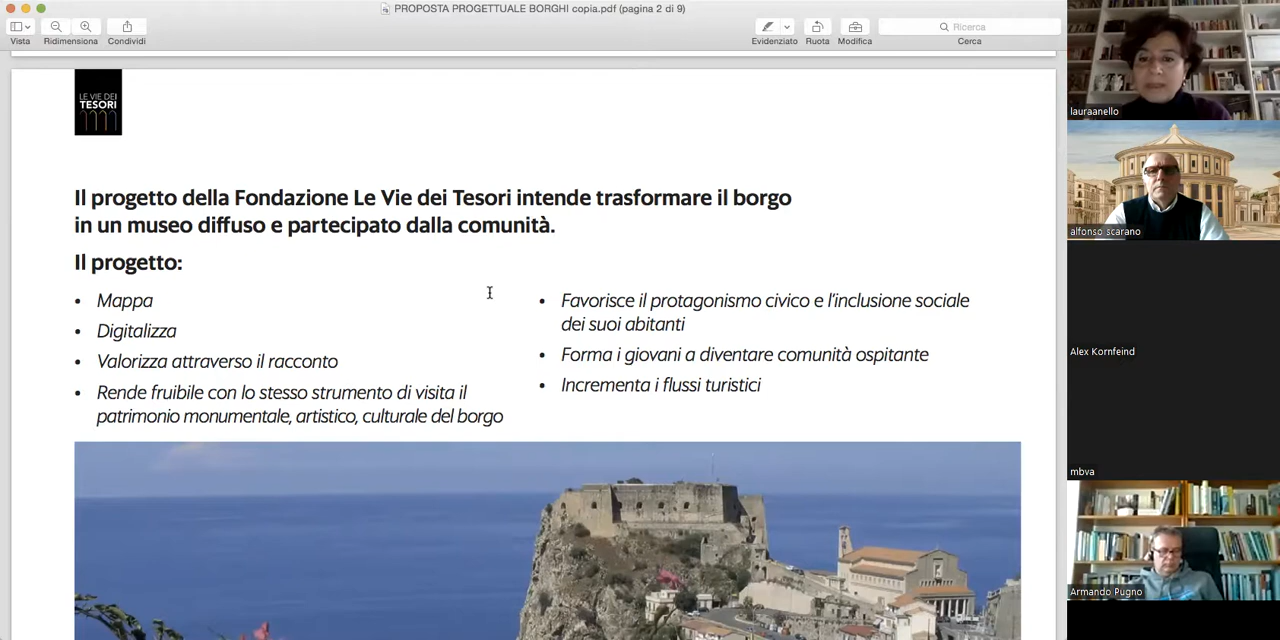 PROPOSTA PROGETTUALE BORGHI copia.pdf (pagina 2 di 9)
Vista
Ridimensiona
Condividi
Evidenziato
Ruota
Modifica
Ricerca
Cerca
LE VIE DEI
TESORI
Il progetto della Fondazione Le Vie dei Tesori intende trasformare il borgo
in un museo diffuso e partecipato dalla comunità.
Il progetto:
• Mappa
• Digitalizza
• Valorizza attraverso il racconto
• Rende fruibile con lo stesso strumento di visita il
patrimonio monumentale, artistico, culturale del borgo
• Favorisce il protagonismo civico e l'inclusione sociale
dei suoi abitanti
• Forma i giovani a diventare comunità ospitante
• Incrementa i flussi turistici
lauraanello
alfonso scarano
Alex Kornfeind
mbva
Armando Pugno